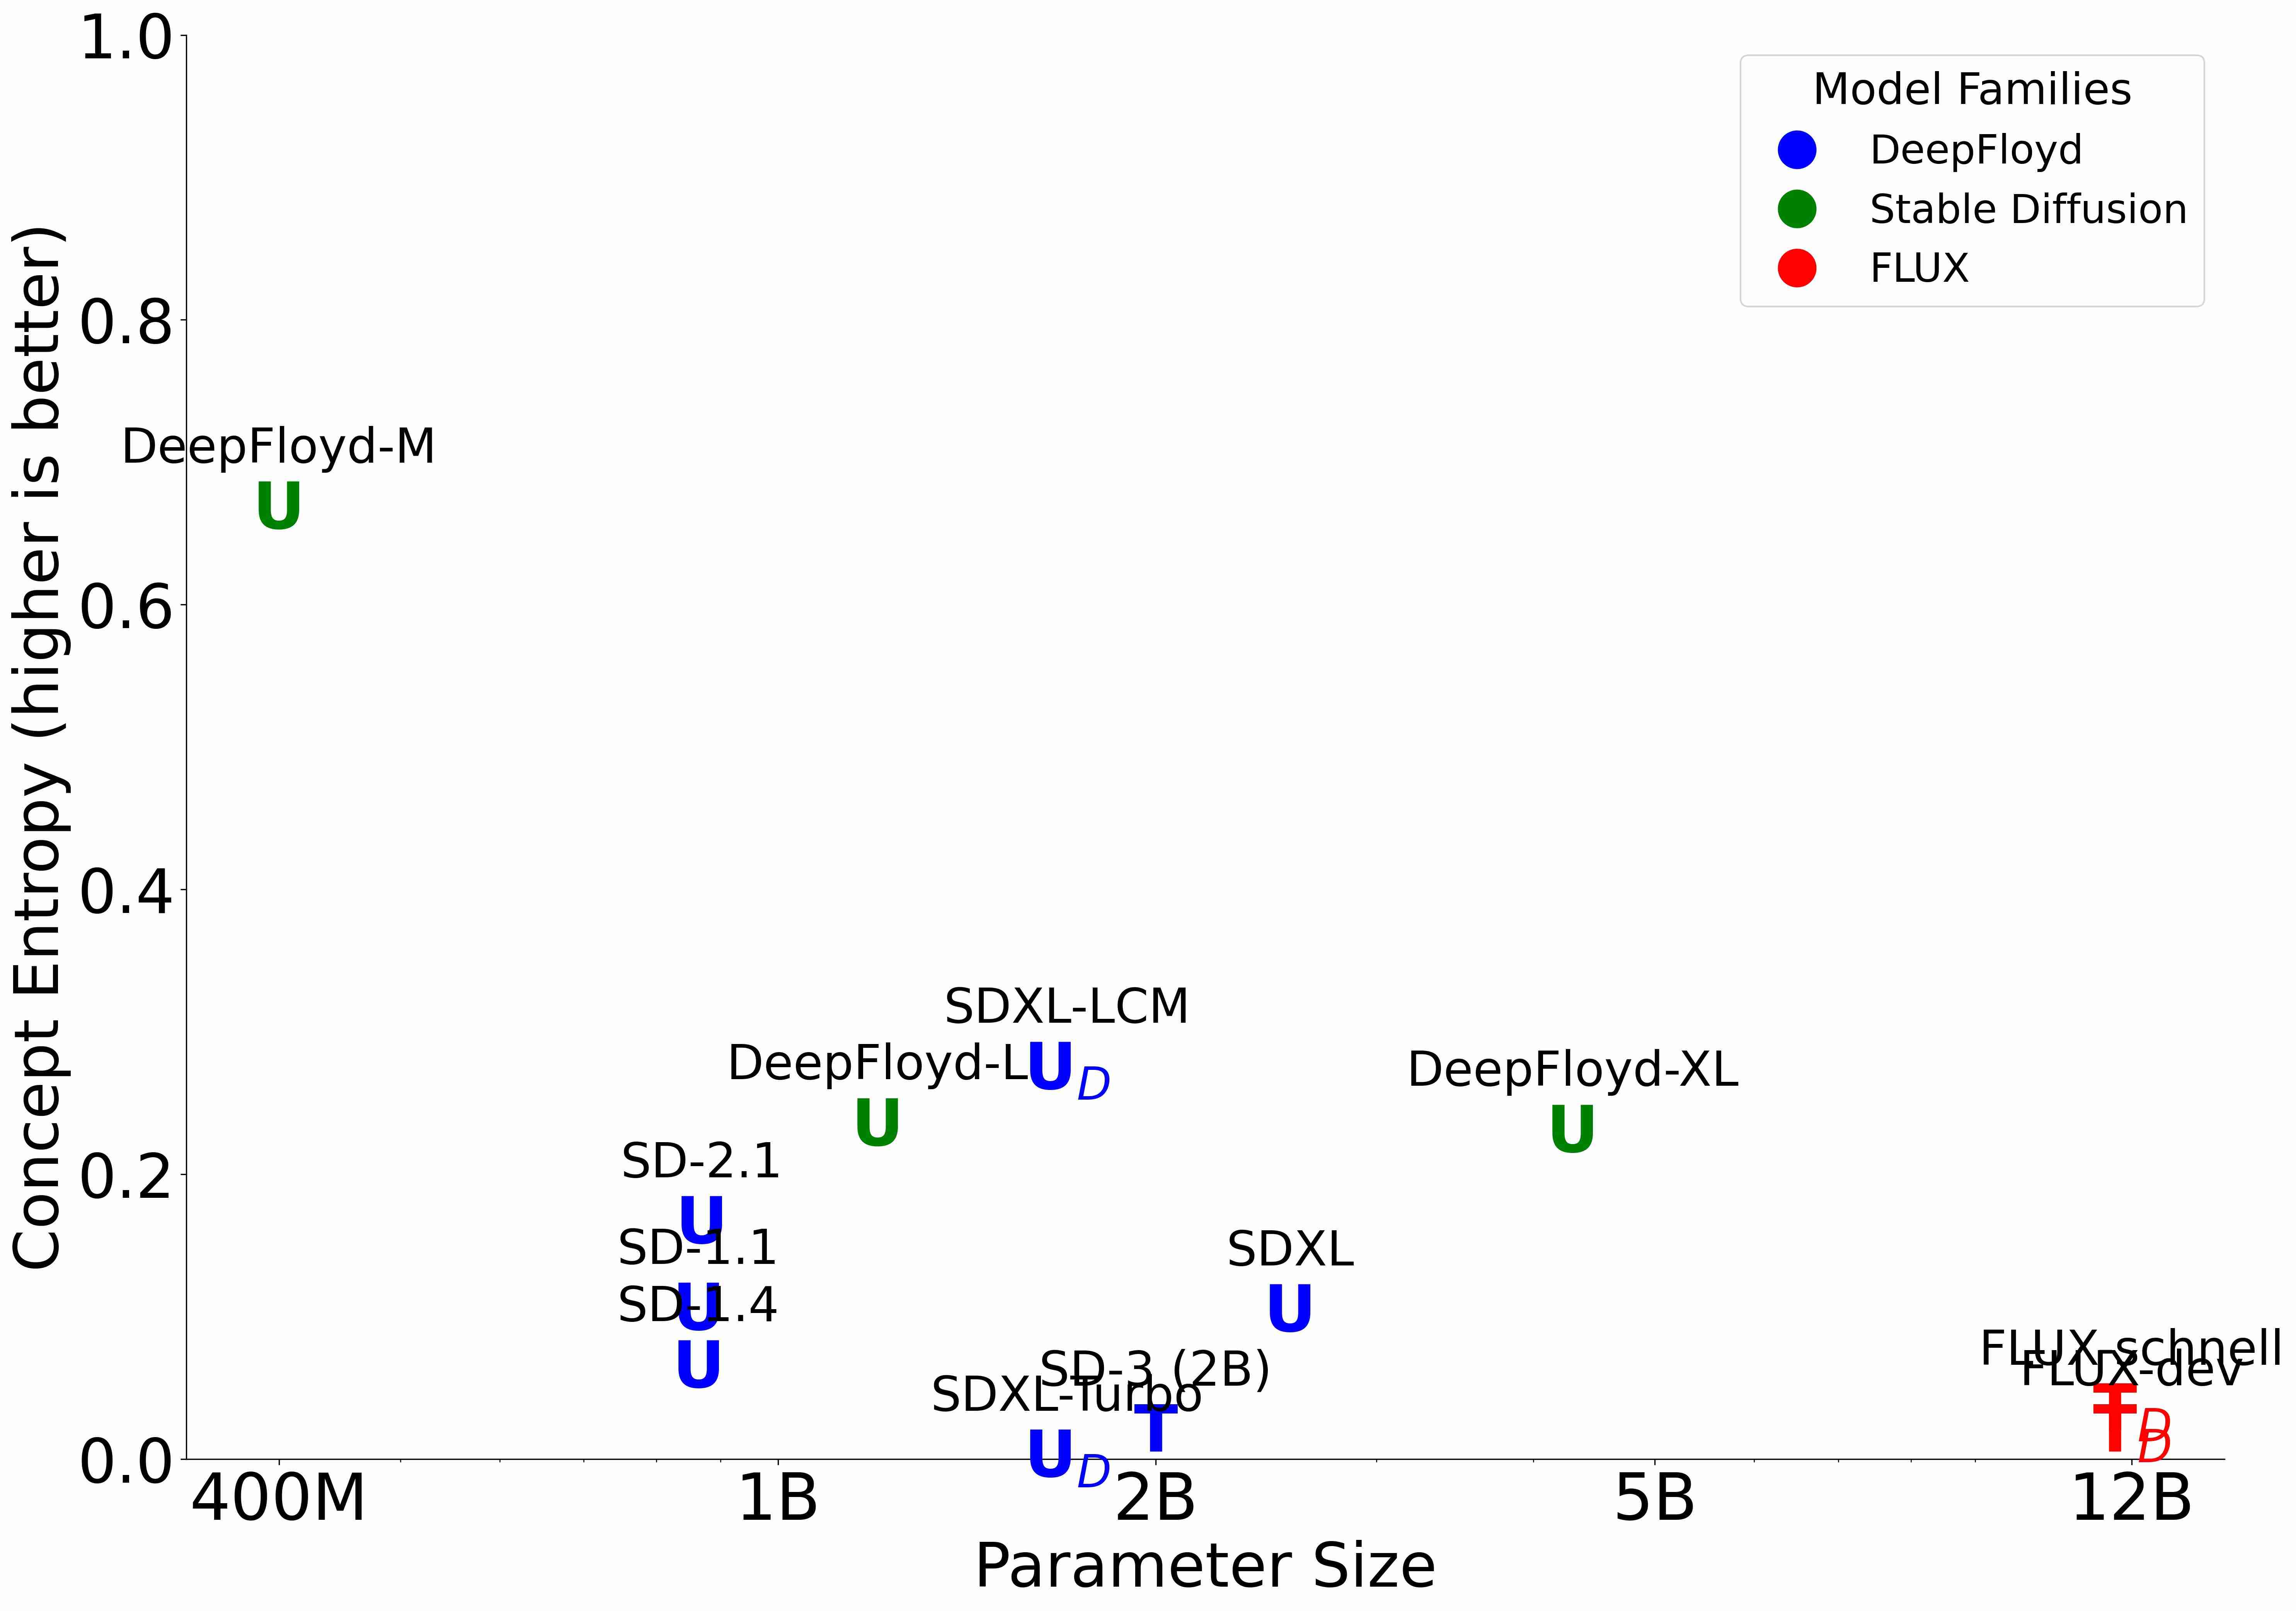 Concept Entropy (higher is better)
1.0
0.8
0.6
0.4
0.2
0.0
Model Families
DeepFloyd
Stable Diffusion
FLUX
DeepFloyd-M
U
SDXL-LCM
U D
DeepFloyd-L
U
DeepFloyd-XL
U
SD-2.1
U
SD-1.1
U
SD-1.4
U
SDXL
U
SD-3 (2B)
T
SDXL-Turbo
U D
FLUX-schnell
T D
FLUX-dev
T D
400M
1B
2B
5B
12B
Parameter Size